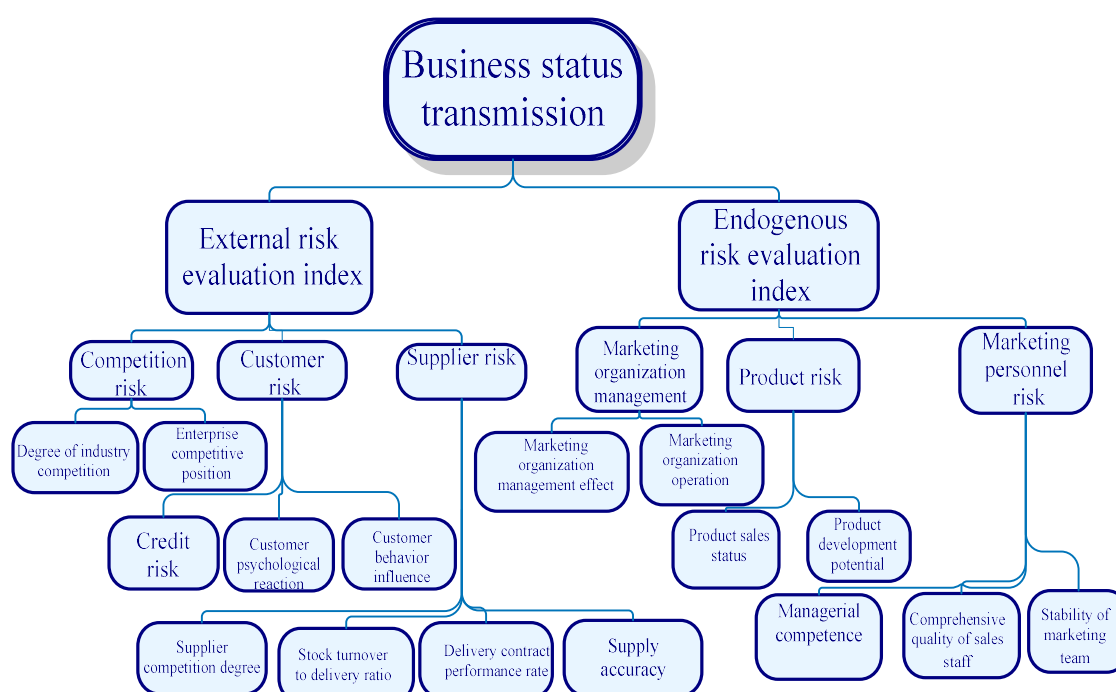 Business status
transmission
External risk
evaluation index
Endogenous
risk evaluation
index
Competition
risk
Customer
risk
Supplier risk
Marketing
organization
management
Product risk
Marketing
personnel
risk
Degree of industry
competition
Enterprise
competitive
position
Marketing
organization
management effect
Marketing
organization
operation
Credit
risk
Customer
psychological
reaction
Customer
behavior
influence
Product sales
status
Product
development
potential
Supplier
competition degree
Stock turnover
to delivery ratio
Delivery contract
performance rate
Supply
accuracy
Managerial
competence
Comprehensive
quality of sales
staff
Stability of
marketing
team